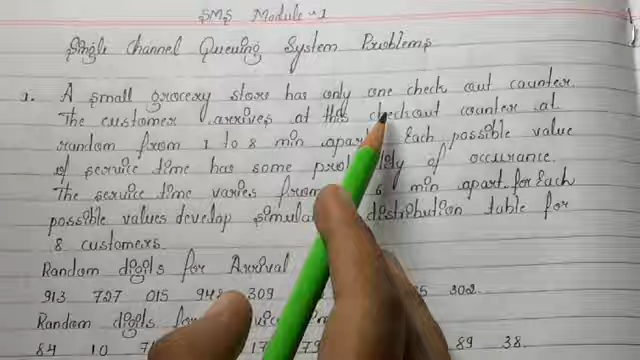 SMS Module-1
Single Channel Queuing System Problems
1. A small grocery store has only one check out counter.
The customer arrives at this checkout counter at
random from 1 to 8 min apart Each possible value
of service time has some of occurance.
The service time varies from 6 min apart for Each
possible values develop distribution table for
8 customers
Random digits for Arrival
913 727 015 948 309 302.
Random digits
84 10 17 79 89 38.